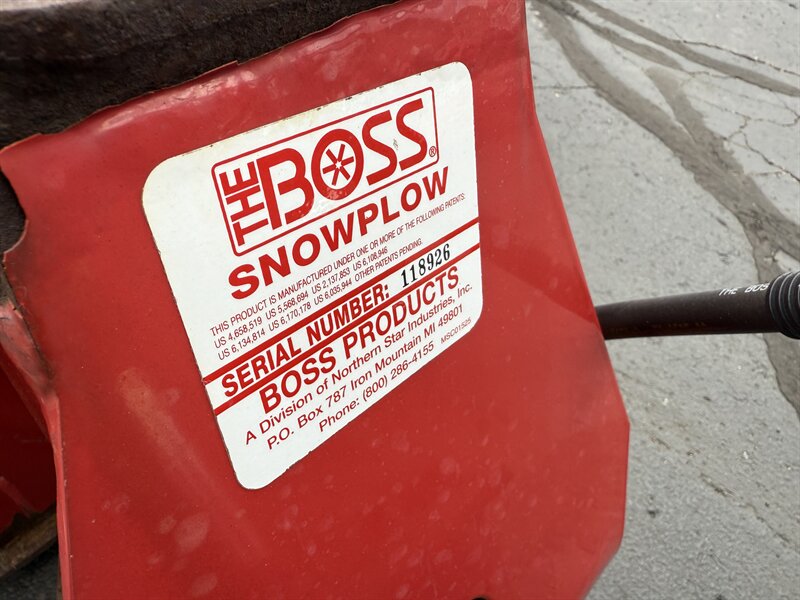 THE BOSS®
SNOWPLOW
THIS PRODUCT IS MANUFACTURED UNDER ONE OR MORE OF THE FOLLOWING PATENTS:
US 4,658,519 US 5,568,694 US 2,137,853 US 6,108,946
US 6,134,814 US 6,170,178 US 6,035,944 OTHER PATENTS PENDING.
SERIAL NUMBER: 118926
BOSS PRODUCTS
A Division of Northern Star Industries, Inc.
P.O. Box 787 Iron Mountain MI 49801
Phone: (800) 286-4155 MSC01525
THE BOS